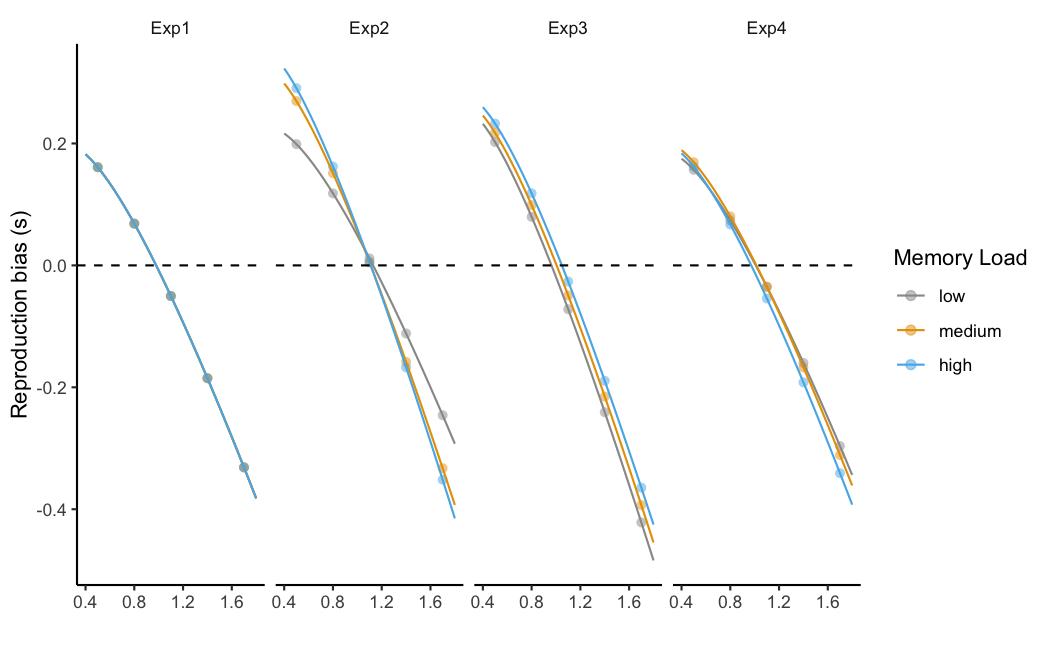 Exp1 Exp2 Exp3 Exp4
Reproduction bias (s)
0.2
0.0
-0.2
-0.4
0.4 0.8 1.2 1.6 0.4 0.8 1.2 1.6 0.4 0.8 1.2 1.6 0.4 0.8 1.2 1.6
Memory Load
low
medium
high